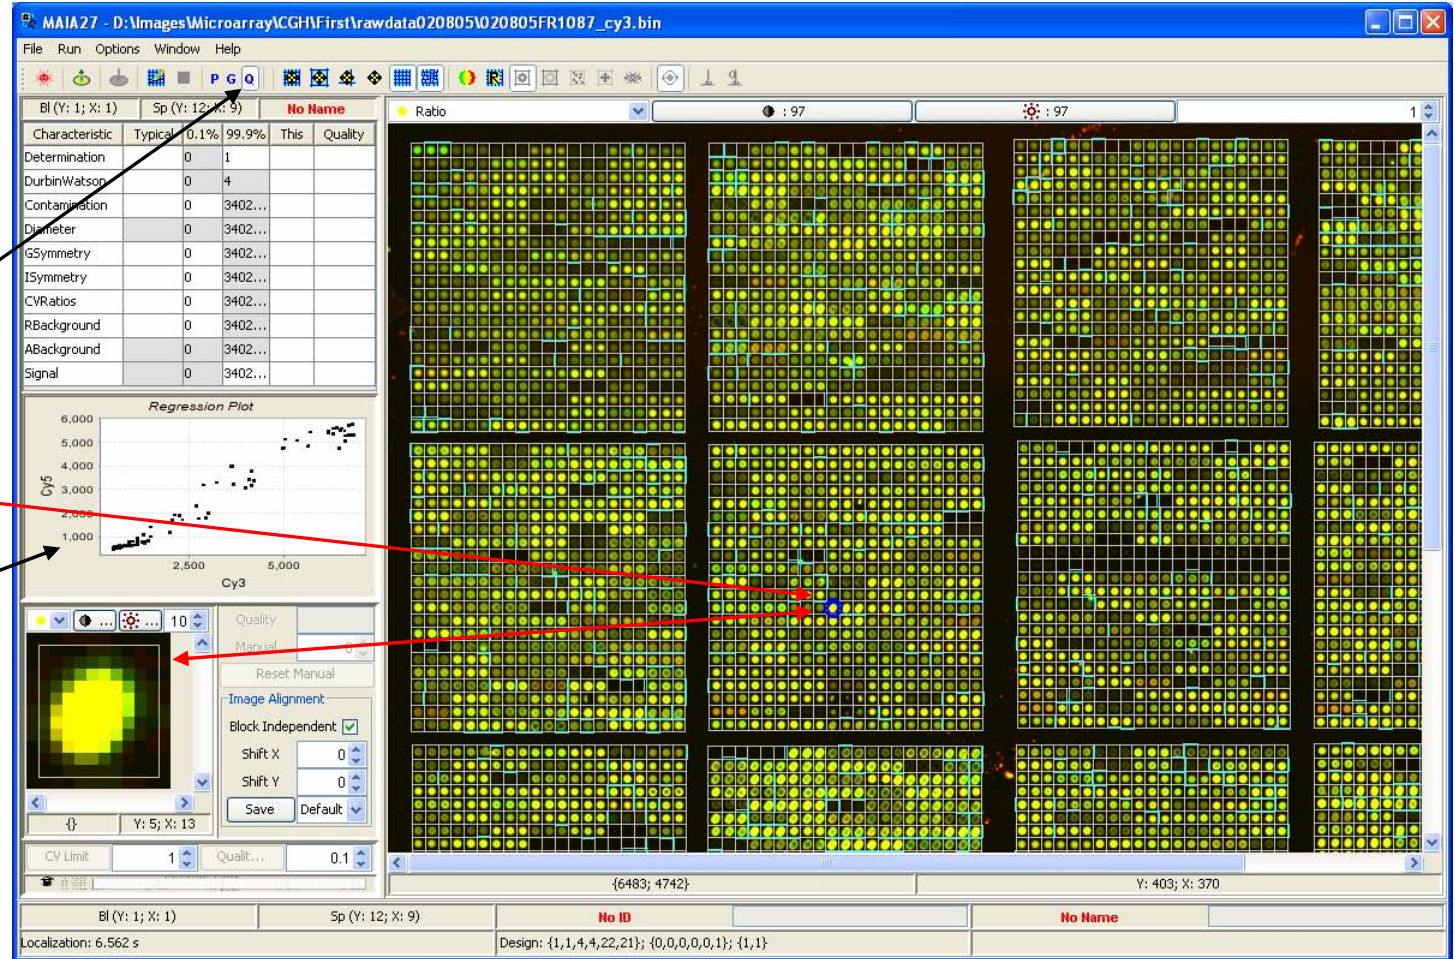 MAIA27 - D:\Images\Microarray\CGH\First\rawdata020805\020805FR1087_cy3.bin
File Run Options Window Help
P G Q
Bl (Y: 1; X: 1) Sp (Y: 12; X: 9) No Name
Ratio : 97 : 97 1
Characteristic Typical 0.1% 99.9% This Quality
Determination 0 1
DurbinWatson 0 4
Contamination 0 3402...
Diameter 0 3402...
GSymmetry 0 3402...
ISymmetry 0 3402...
CVRatios 0 3402...
RBackground 0 3402...
ABackground 0 3402...
Signal 0 3402...
Regression Plot
6,000
5,000
4,000
3,000
2,000
1,000
Cy5
2,500 5,000
Cy3
... ... 10
Quality
Manual 0
Reset Manual
Image Alignment
Block Independent
Shift X 0
Shift Y 0
Save Default
{} Y: 5; X: 13
CV Limit 1 Qualit... 0.1
{6483; 4742} Y: 403; X: 370
Bl (Y: 1; X: 1) Sp (Y: 12; X: 9) No ID No Name
Localization: 6.562 s Design: {1,1,4,4,22,21}; {0,0,0,0,0,1}; {1,1}